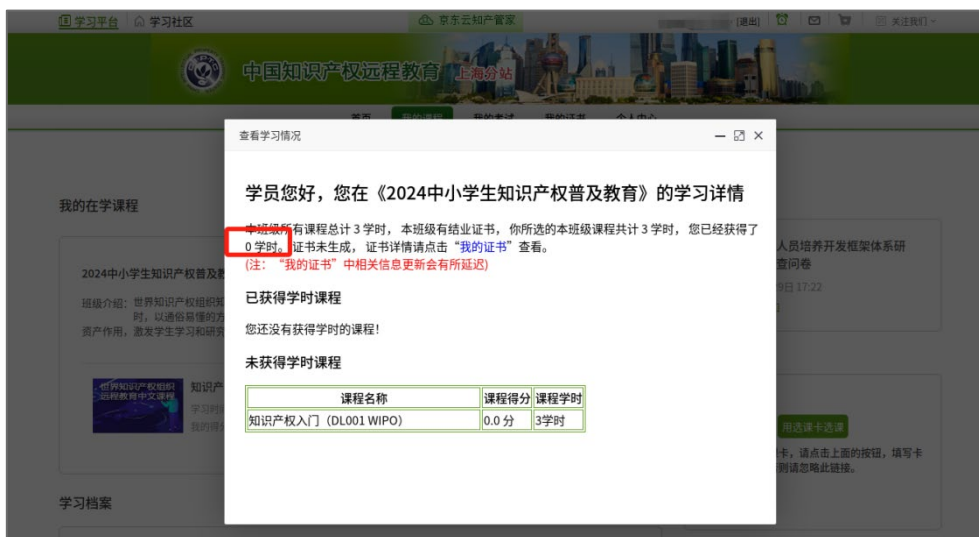 学习平台 学习社区 京东云知产管家 [退出] 关注我们
中国知识产权远程教育 上海分站
首页 我的课程 我的考试 我的证书 个人中心
查看学习情况
学员您好，您在《2024中小学生知识产权普及教育》的学习详情
本班级所有课程总计 3 学时， 本班级有结业证书， 你所选的本班级课程共计 3 学时， 您已经获得了
0 学时。 证书未生成， 证书详情请点击“我的证书”查看。
(注： “我的证书”中相关信息更新会有所延迟)
已获得学时课程
您还没有获得学时的课程！
未获得学时课程
课程名称 课程得分 课程学时
知识产权入门（DL001 WIPO） 0.0 分 3学时
我的在学课程
2024中小学生知识产权普及教
班级介绍： 世界知识产权组织知
时，以通俗易懂的方
资产作用，激发学生学习和研究
世界知识产权组织
远程教育中文课程
知识产
学习时
我的得分
学习档案
人员培养开发框架体系研
查问卷
9日 17:22
用选课卡选课
卡，请点击上面的按钮，填写卡
则请忽略此链接。